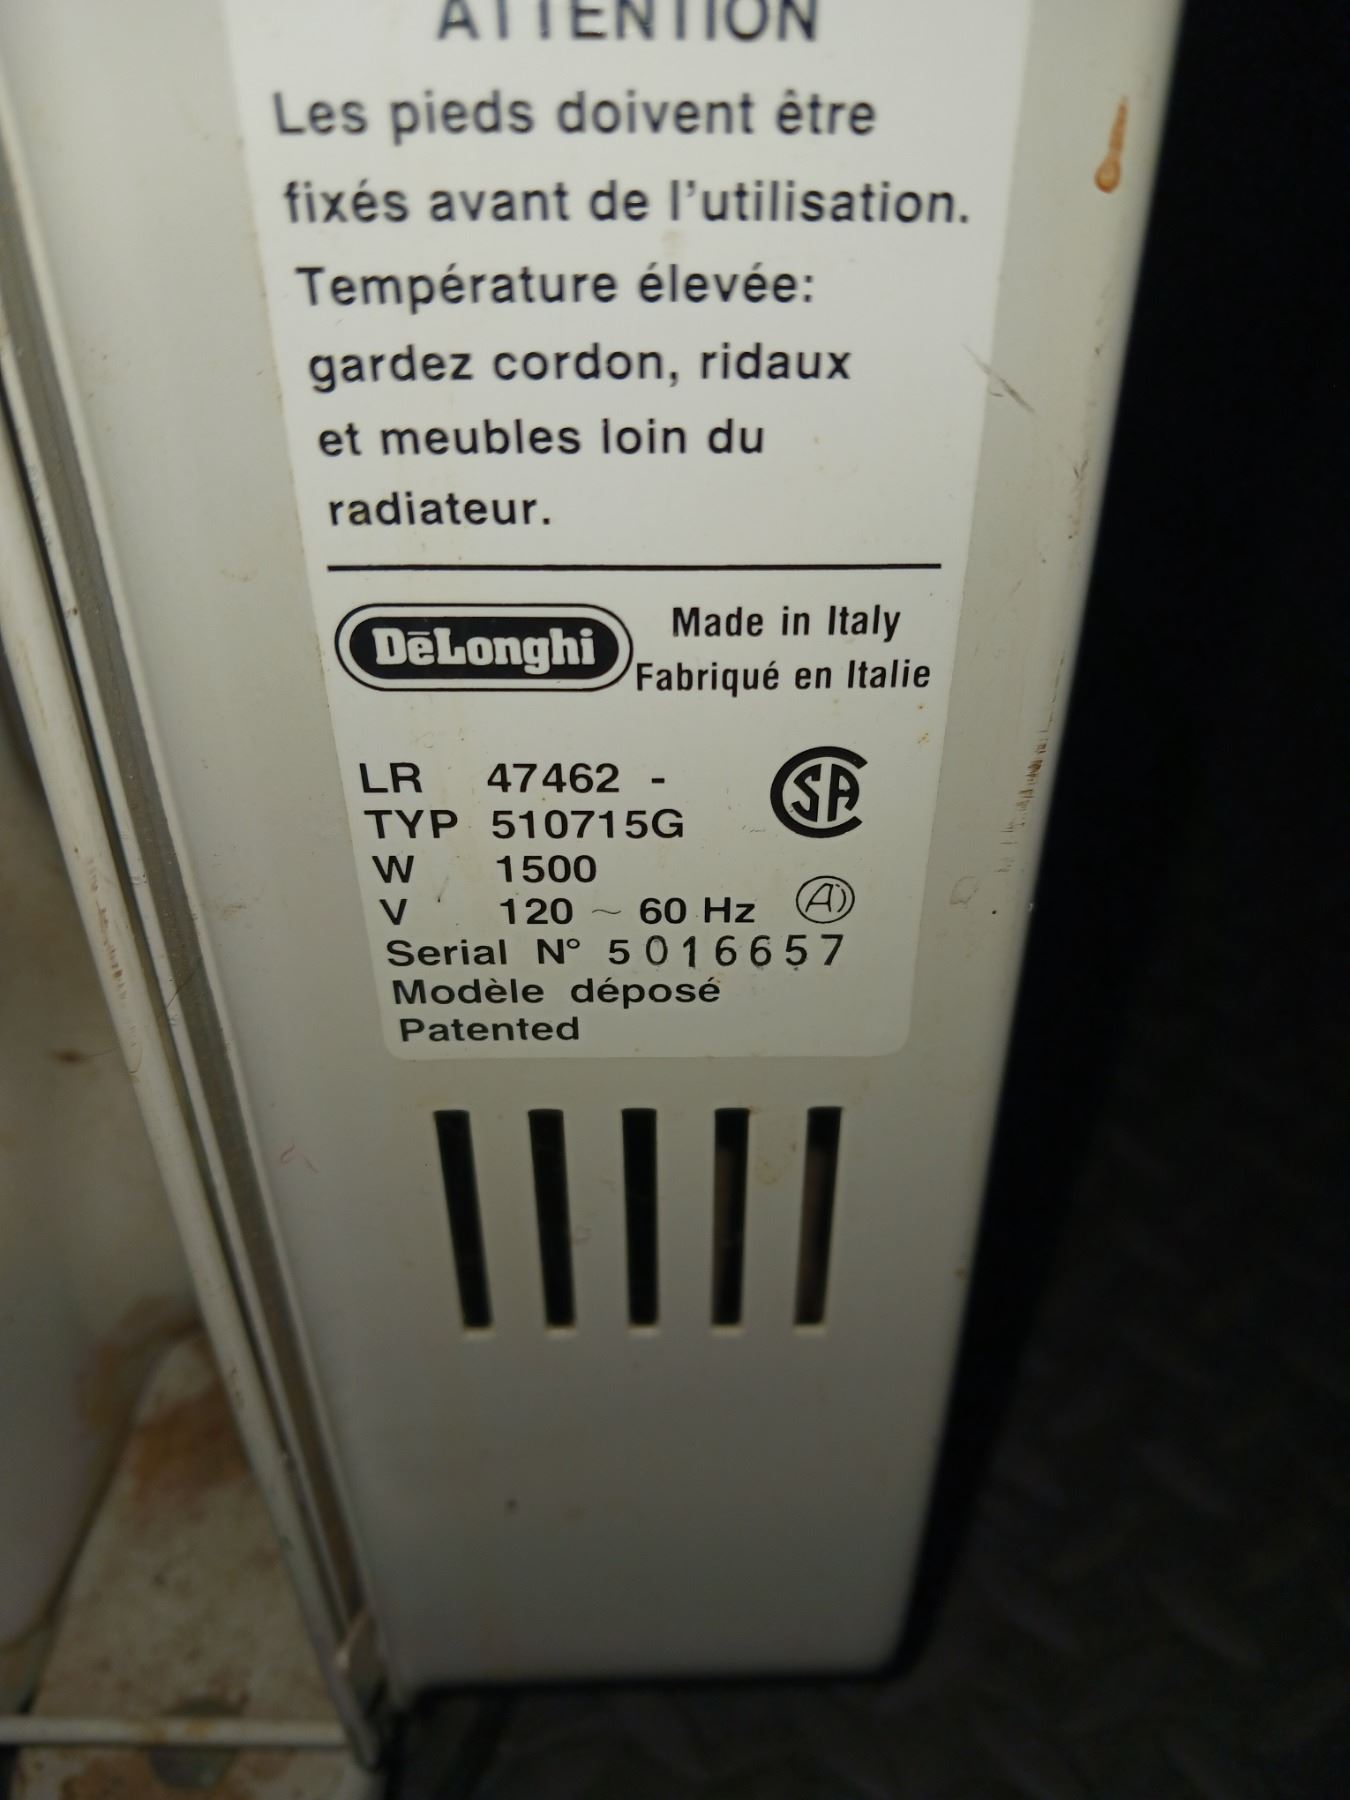 ATTENTION
Les pieds doivent être
fixés avant de l'utilisation.
Température élevée:
gardez cordon, ridaux
et meubles loin du
radiateur.
DēLonghi
Made in Italy
Fabriqué en Italie
LR 47462 -
TYP 510715G
W 1500
V 120 ~ 60 Hz
Serial N° 5016657
Modèle déposé
Patented
SA
A